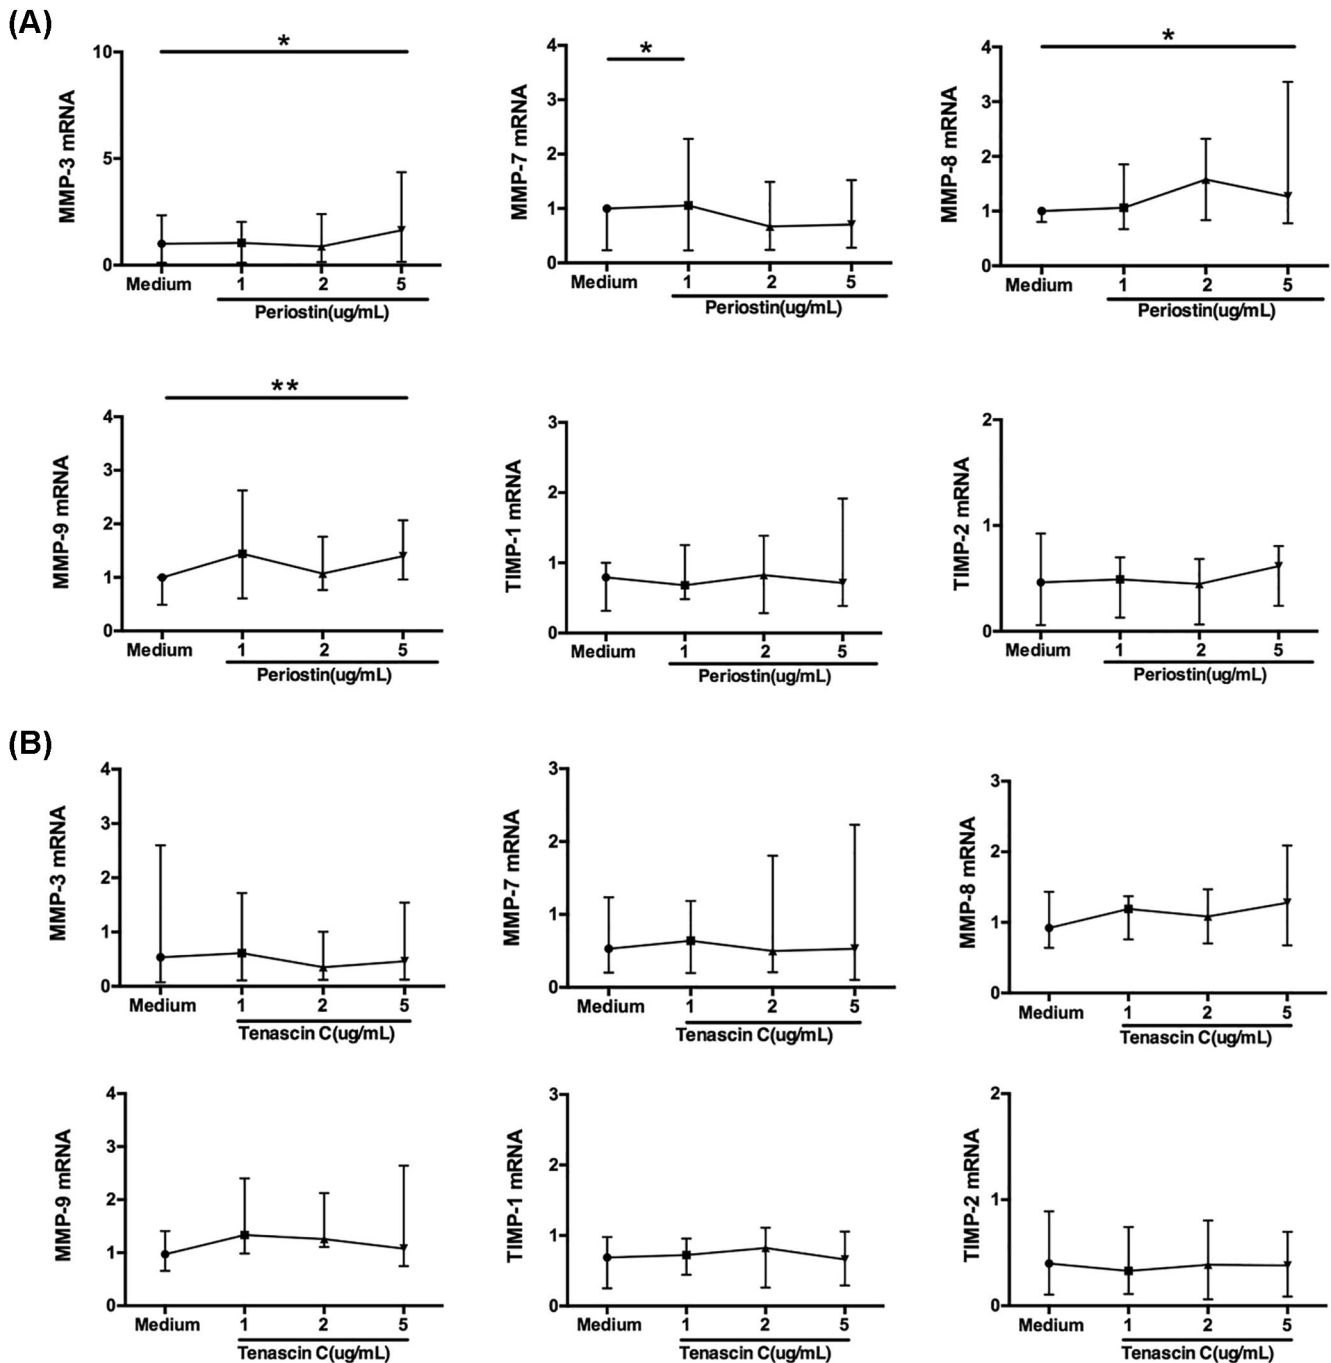 (A)
*
10
5
0
MMP-3 mRNA
Medium 1 2 5
Periostin(ug/mL)
*
4
3
2
1
0
MMP-7 mRNA
Medium 1 2 5
Periostin(ug/mL)
*
4
3
2
1
0
MMP-8 mRNA
Medium 1 2 5
Periostin(ug/mL)
**
4
3
2
1
0
MMP-9 mRNA
Medium 1 2 5
Periostin(ug/mL)
3
2
1
0
TIMP-1 mRNA
Medium 1 2 5
Periostin(ug/mL)
2
1
0
TIMP-2 mRNA
Medium 1 2 5
Periostin(ug/mL)
(B)
4
3
2
1
0
MMP-3 mRNA
Medium 1 2 5
Tenascin C(ug/mL)
3
2
1
0
MMP-7 mRNA
Medium 1 2 5
Tenascin C(ug/mL)
3
2
1
0
MMP-8 mRNA
Medium 1 2 5
Tenascin C(ug/mL)
4
3
2
1
0
MMP-9 mRNA
Medium 1 2 5
Tenascin C(ug/mL)
3
2
1
0
TIMP-1 mRNA
Medium 1 2 5
Tenascin C(ug/mL)
2
1
0
TIMP-2 mRNA
Medium 1 2 5
Tenascin C(ug/mL)